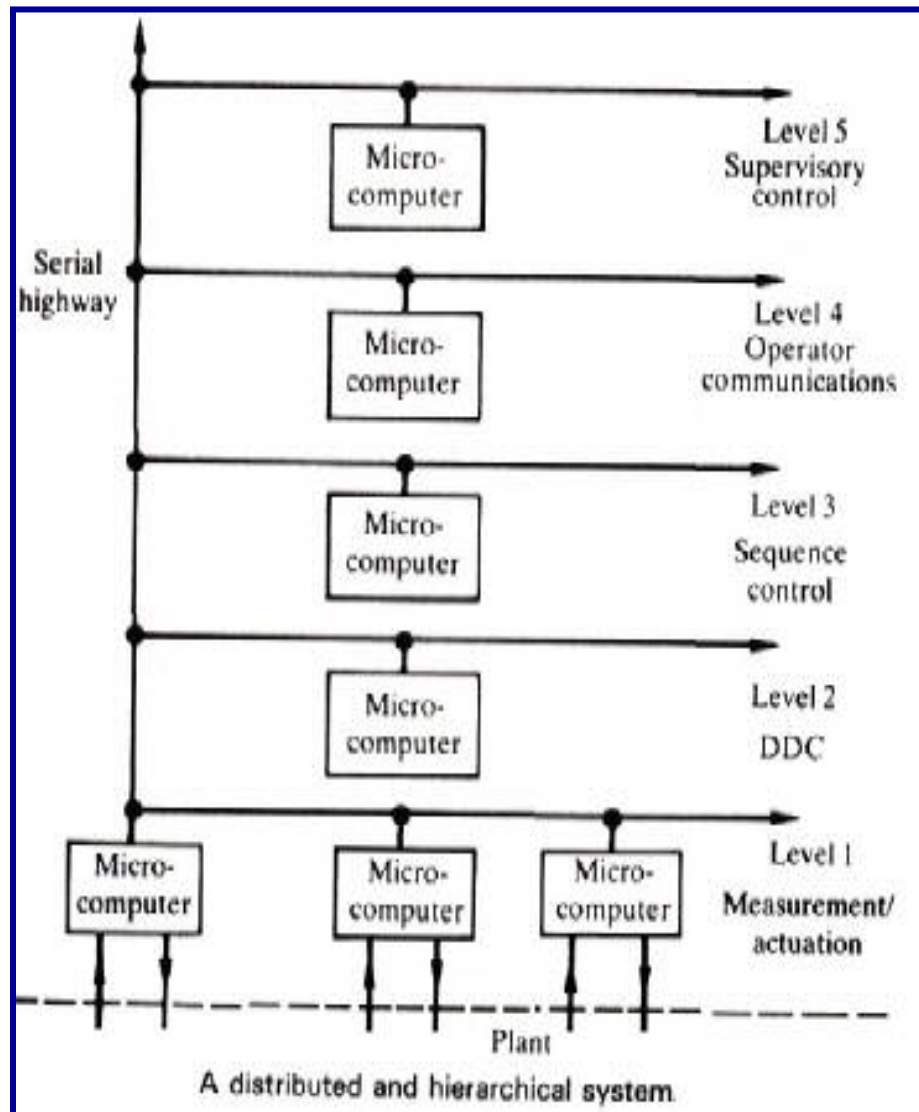 Micro-
computer
Level 5
Supervisory
control
Serial
highway
Micro-
computer
Level 4
Operator
communications
Micro-
computer
Level 3
Sequence
control
Micro-
computer
Level 2
DDC
Micro-
computer
Micro-
computer
Micro-
computer
Level 1
Measurement/
actuation
Plant
A distributed and hierarchical system